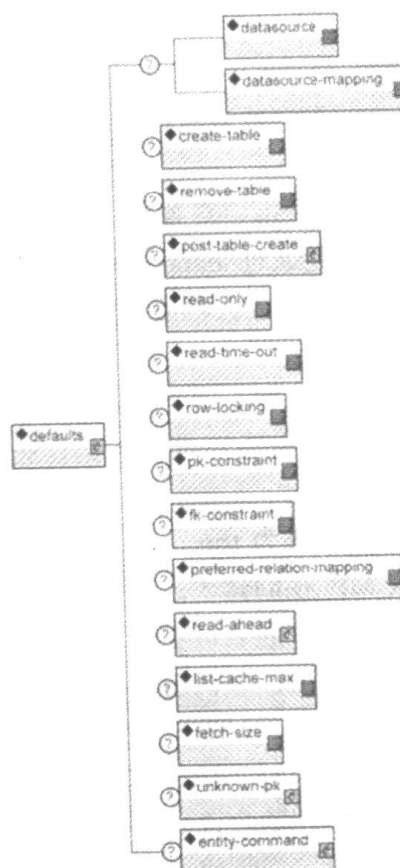 datasource
datasource-mapping
create-table
remove-table
post-table-create
read-only
read-time-out
row-locking
defaults
pk-constraint
fk-constraint
preferred-relation-mapping
read-ahead
list-cache-max
fetch-size
unknown-pk
entity-command